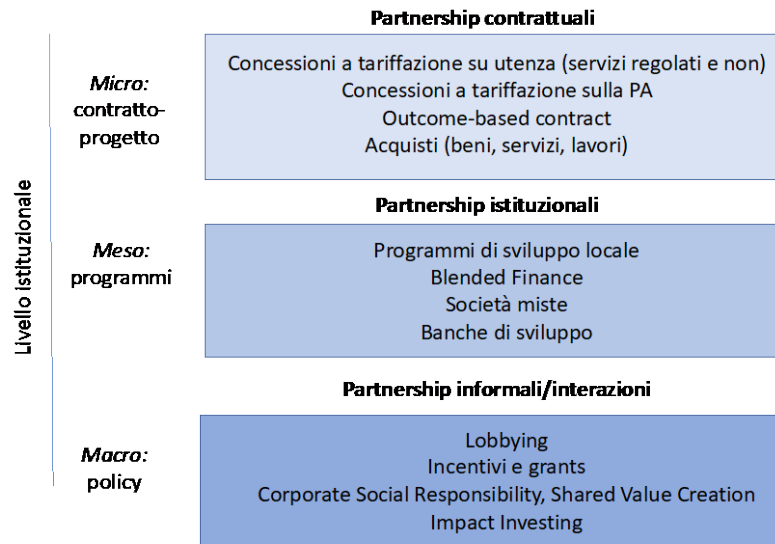 Partnership contrattuali
Livello istituzionale
Micro:
contratto-
progetto
Concessioni a tariffazione su utenza (servizi regolati e non)
Concessioni a tariffazione sulla PA
Outcome-based contract
Acquisti (beni, servizi, lavori)
Partnership istituzionali
Meso:
programmi
Programmi di sviluppo locale
Blended Finance
Società miste
Banche di sviluppo
Partnership informali/interazioni
Macro:
policy
Lobbying
Incentivi e grants
Corporate Social Responsibility, Shared Value Creation
Impact Investing